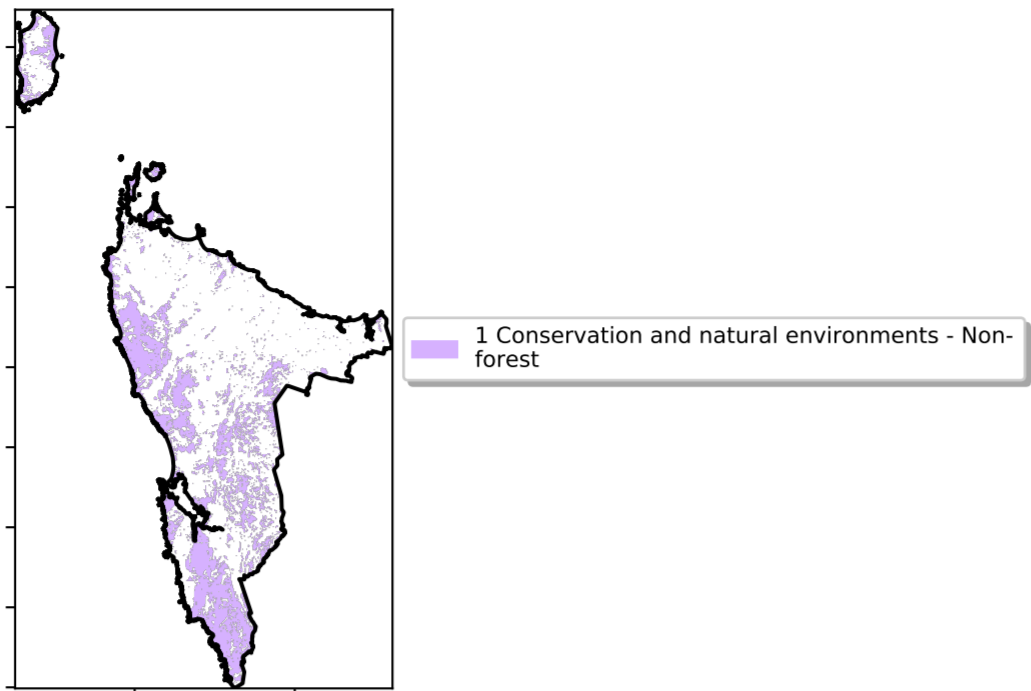 1 Conservation and natural environments - Non-
forest